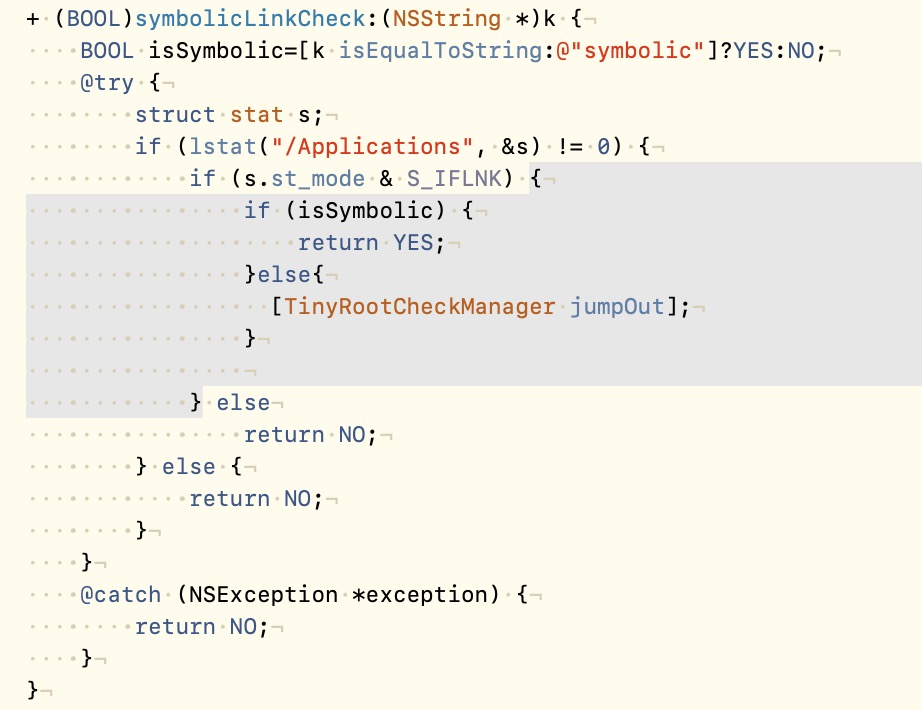 + (BOOL)symbolicLinkCheck:(NSString *)k {
    BOOL isSymbolic=[k isEqualToString:@"symbolic"]?YES:NO;
    @try {
        struct stat s;
        if (lstat("/Applications", &s) != 0) {
            if (s.st_mode & S_IFLNK) {
                if (isSymbolic) {
                    return YES;
                }else{
                  [TinyRootCheckManager jumpOut];
                }
                
            } else
                return NO;
        } else {
            return NO;
        }
    }
    @catch (NSException *exception) {
        return NO;
    }
}